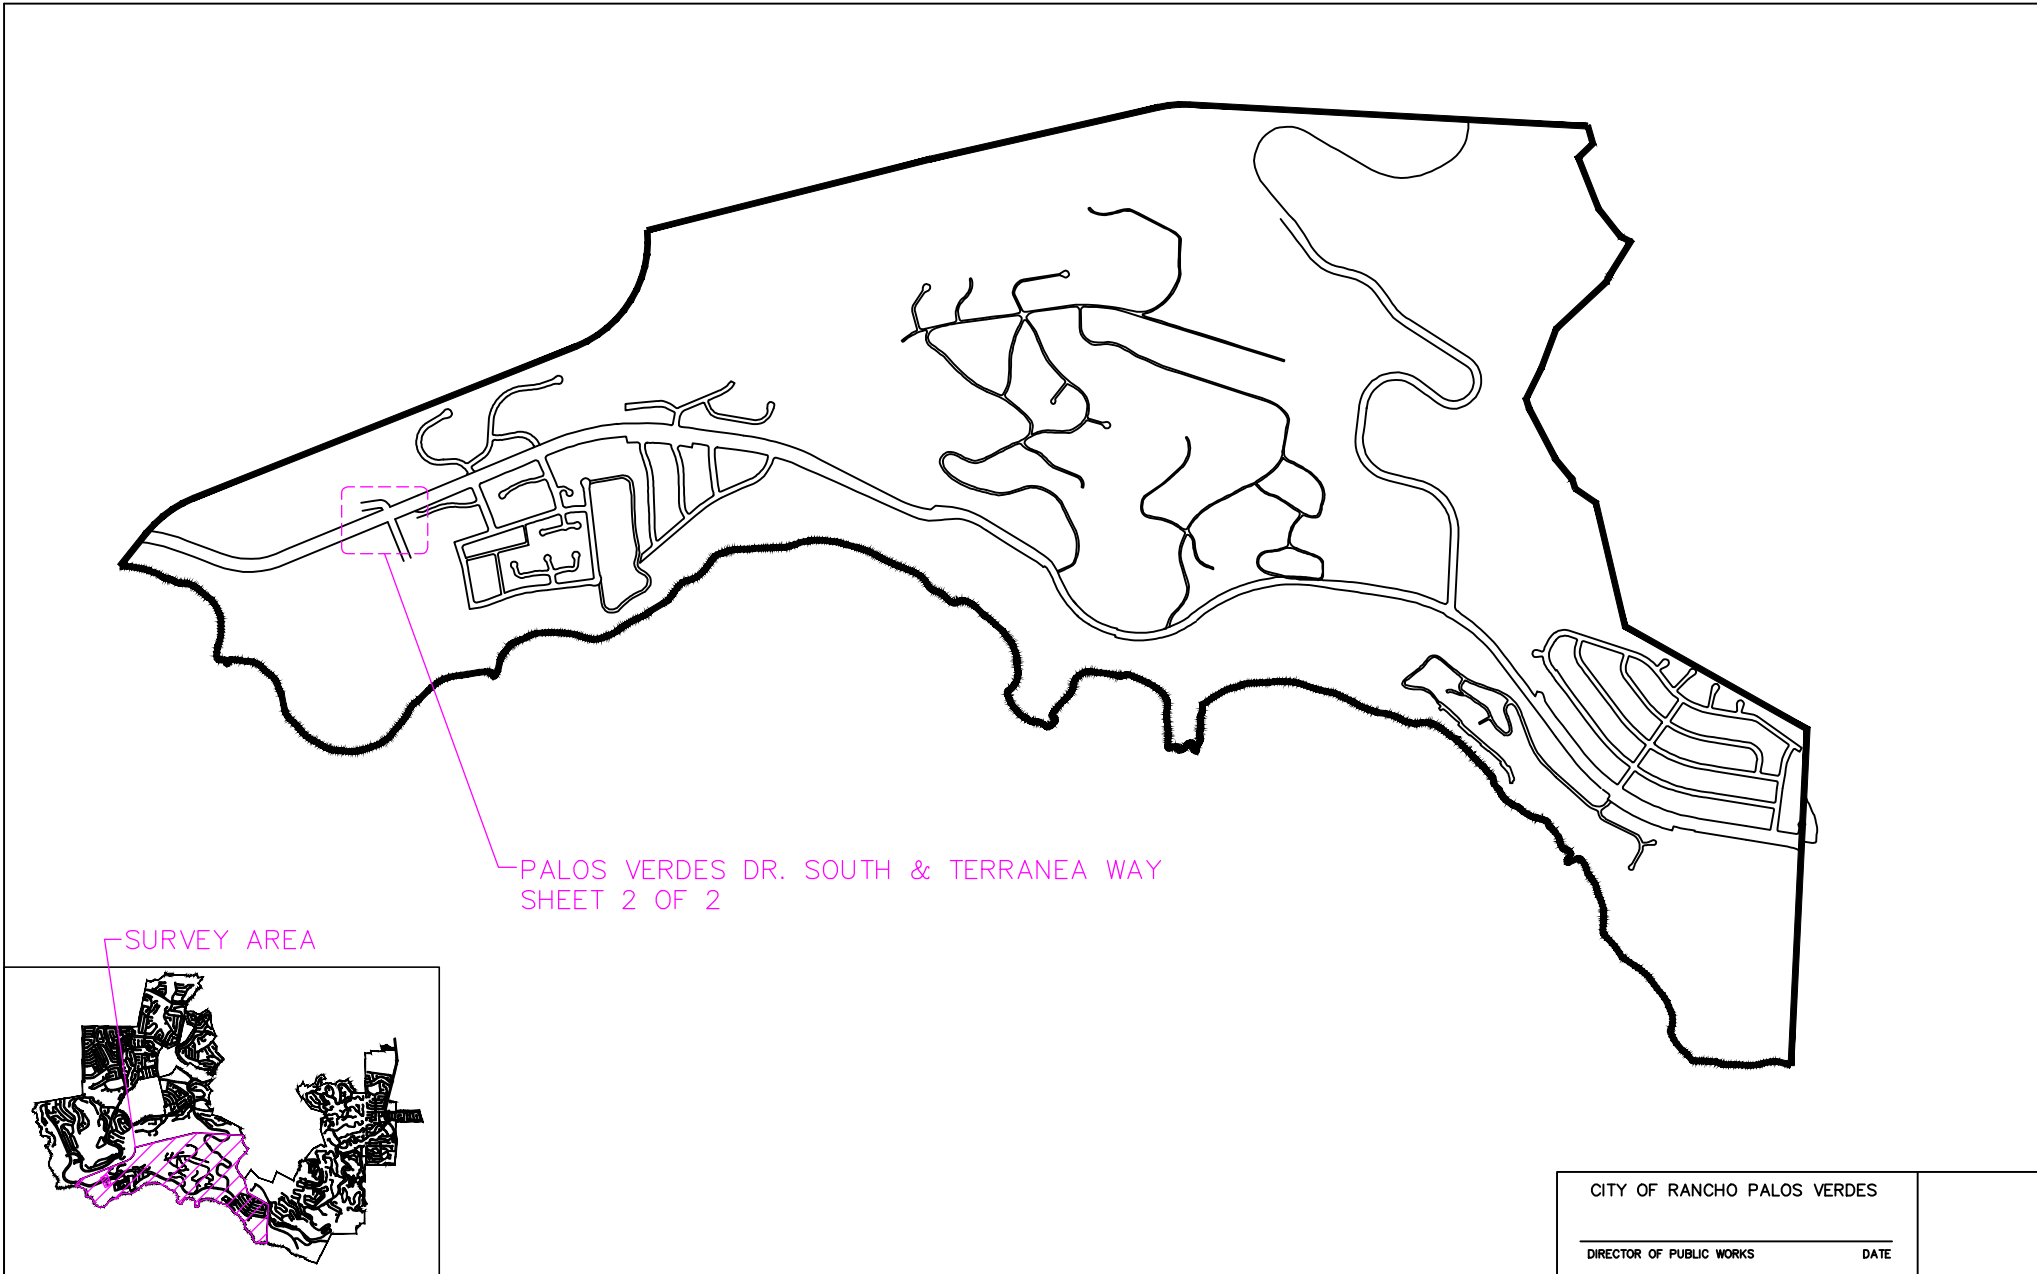 PALOS VERDES DR. SOUTH & TERRANEA WAY
SHEET 2 OF 2
SURVEY AREA
CITY OF RANCHO PALOS VERDES
DIRECTOR OF PUBLIC WORKS DATE